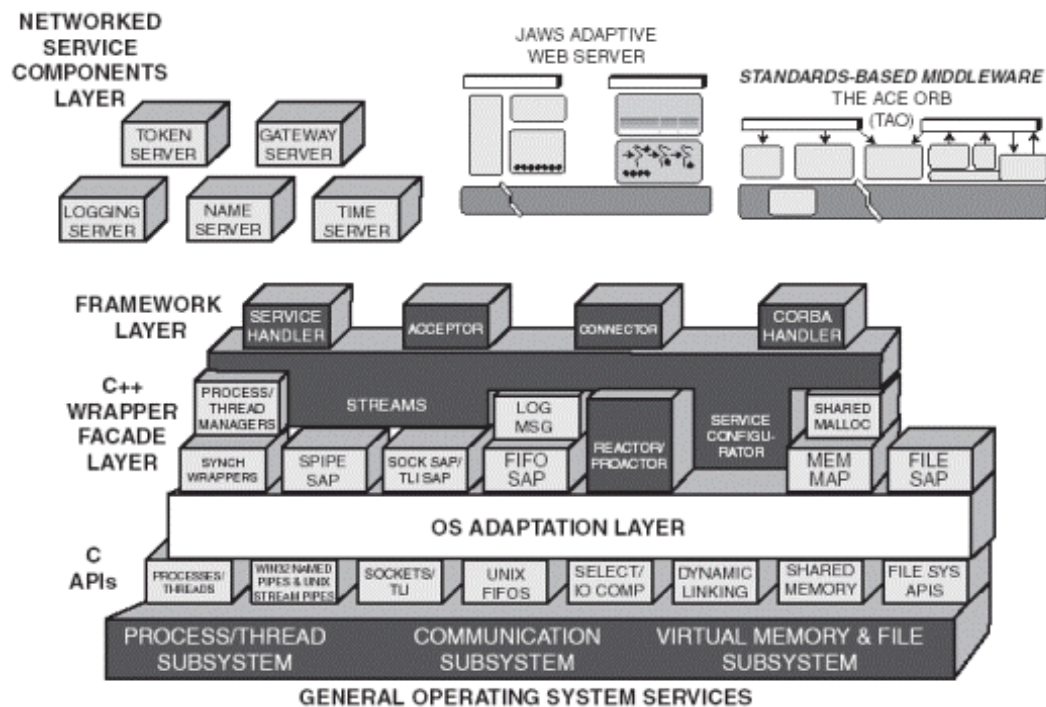 NETWORKED
SERVICE
COMPONENTS
LAYER
JAWS ADAPTIVE
WEB SERVER
STANDARDS-BASED MIDDLEWARE
THE ACE ORB
(TAO)
TOKEN
SERVER
GATEWAY
SERVER
LOGGING
SERVER
NAME
SERVER
TIME
SERVER
FRAMEWORK
LAYER
SERVICE
HANDLER
ACCEPTOR
CONNECTOR
CORBA
HANDLER
C++
WRAPPER
FACADE
LAYER
PROCESS/
THREAD
MANAGERS
STREAMS
LOG
MSG
REACTOR/
PROACTOR
SERVICE
CONFIGU-
RATOR
SHARED
MALLOC
SYNCH
WRAPPERS
SPIPE
SAP
SOCK SAP/
TLI SAP
FIFO
SAP
MEM
MAP
FILE
SAP
OS ADAPTATION LAYER
C
APIs
PROCESSES/
THREADS
WIN32 NAMED
PIPES & UNIX
STREAM PIPES
SOCKETS/
TLI
UNIX
FIFOS
SELECT/
IO COMP
DYNAMIC
LINKING
SHARED
MEMORY
FILE SYS
APIS
PROCESS/THREAD
SUBSYSTEM
COMMUNICATION
SUBSYSTEM
VIRTUAL MEMORY & FILE
SUBSYSTEM
GENERAL OPERATING SYSTEM SERVICES